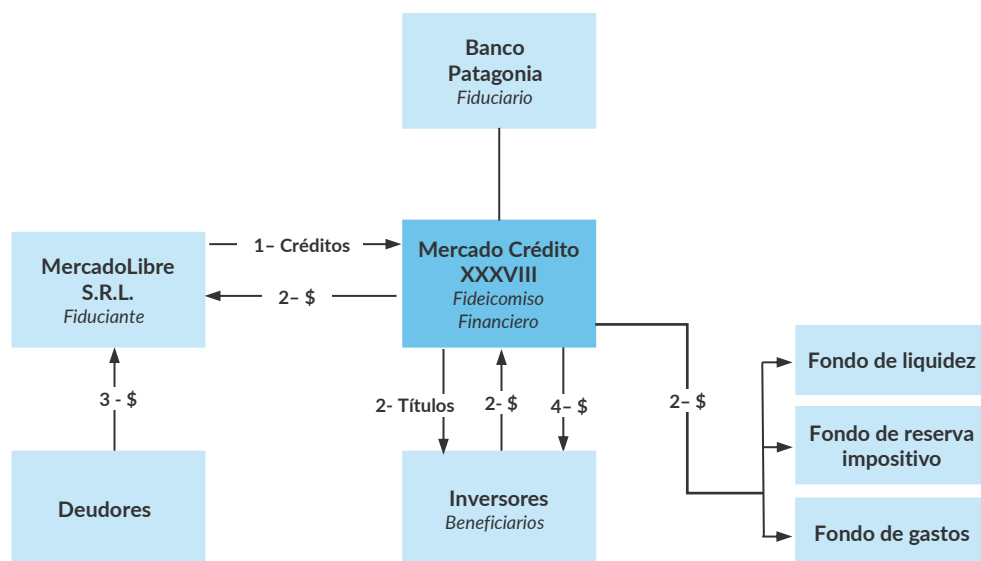 Banco
Patagonia
Fiduciario
MercadoLibre
S.R.L.
Fiduciante
1– Créditos
2– $
Mercado Crédito
XXXVIII
Fideicomiso
Financiero
3 - $
2- Títulos
2- $
4– $
2– $
Fondo de liquidez
Fondo de reserva
impositivo
Fondo de gastos
Deudores
Inversores
Beneficiarios